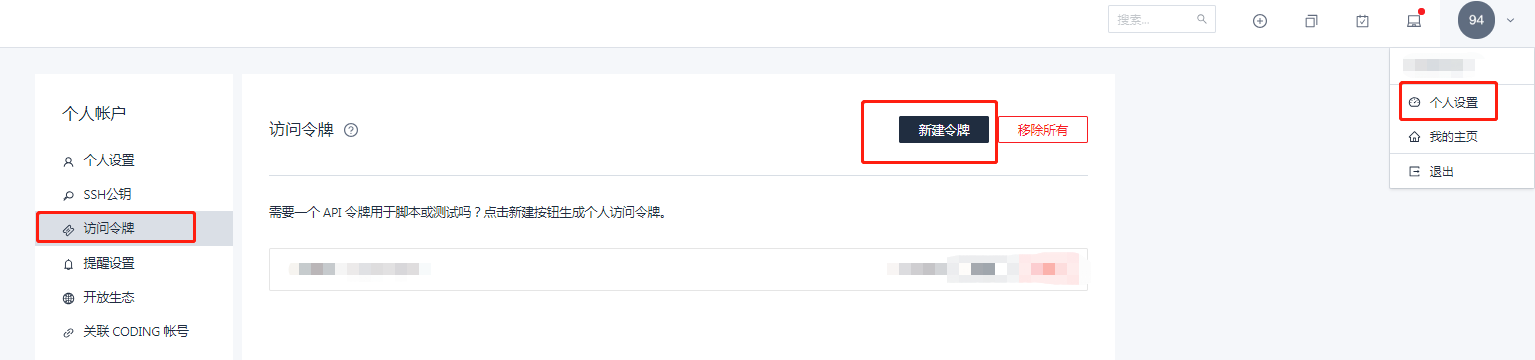 搜索...
94
个人设置
我的主页
退出
个人帐户
个人设置
SSH公钥
访问令牌
提醒设置
开放生态
关联 CODING 帐号
访问令牌
新建令牌
移除所有
需要一个 API 令牌用于脚本或测试吗？点击新建按钮生成个人访问令牌。